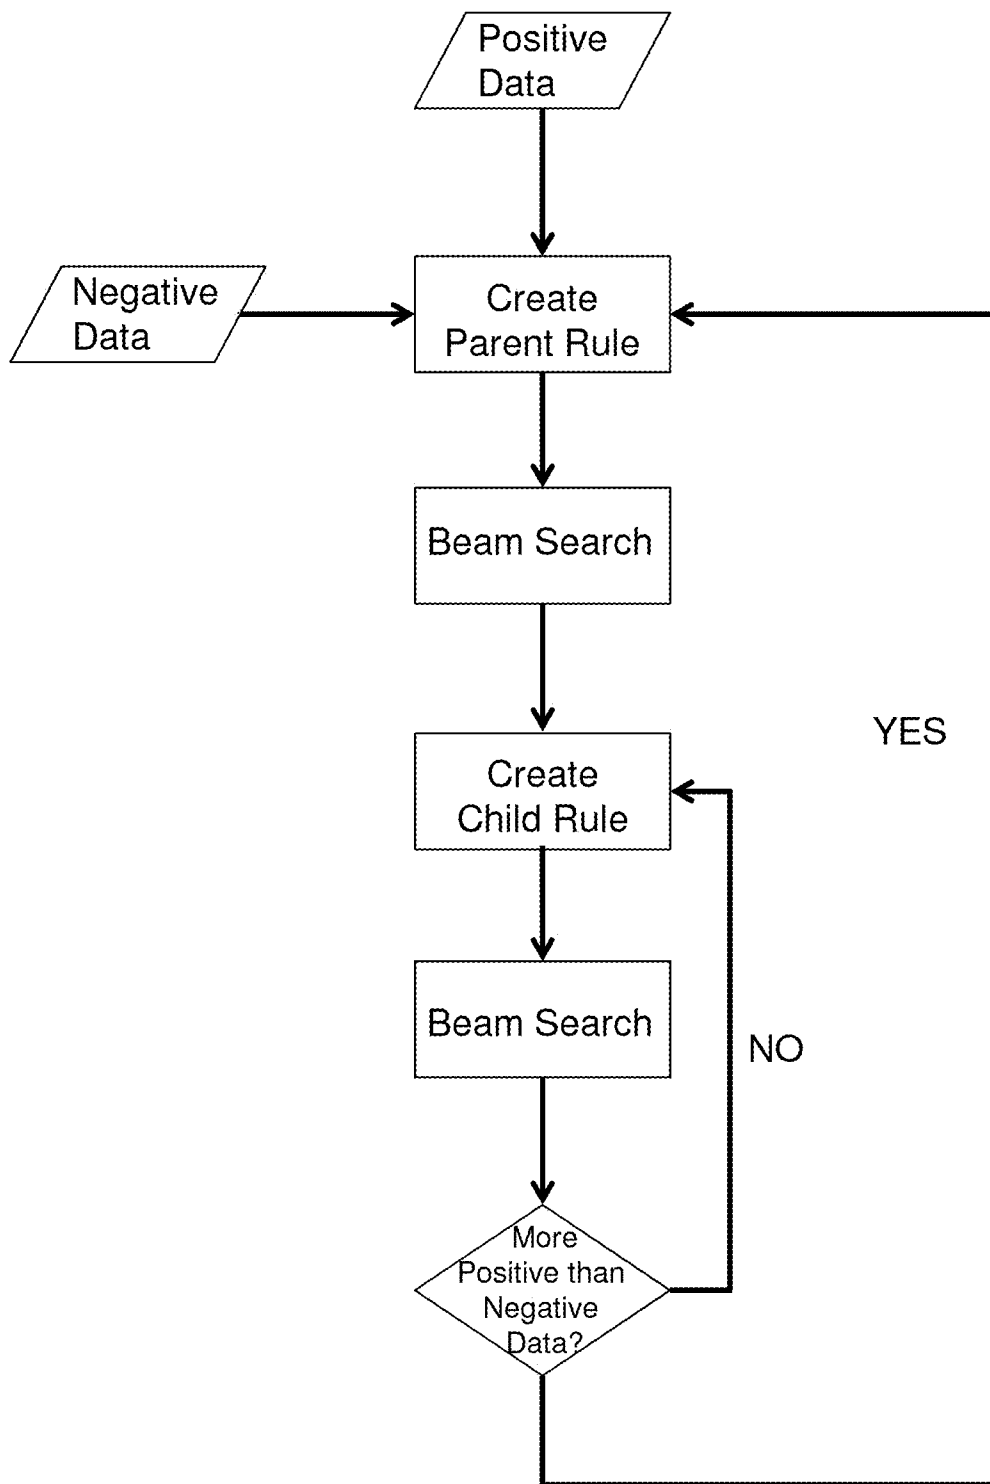 Positive
Data
Negative
Data
Create
Parent Rule
Beam Search
YES
Create
Child Rule
Beam Search
NO
More
Positive than
Negative
Data?